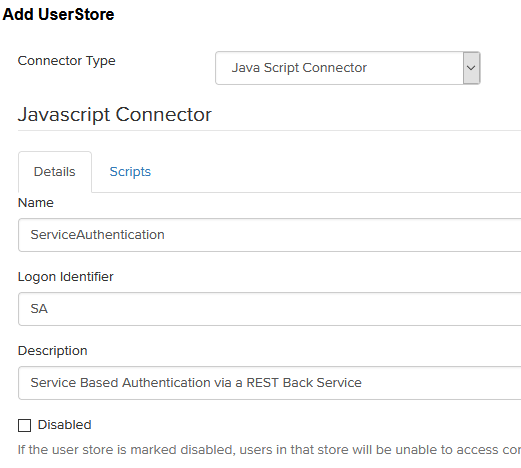 Add UserStore
Connector Type
Java Script Connector
Javascript Connector
Details Scripts
Name
ServiceAuthentication
Logon Identifier
SA
Description
Service Based Authentication via a REST Back Service
Disabled
If the user store is marked disabled, users in that store will be unable to access